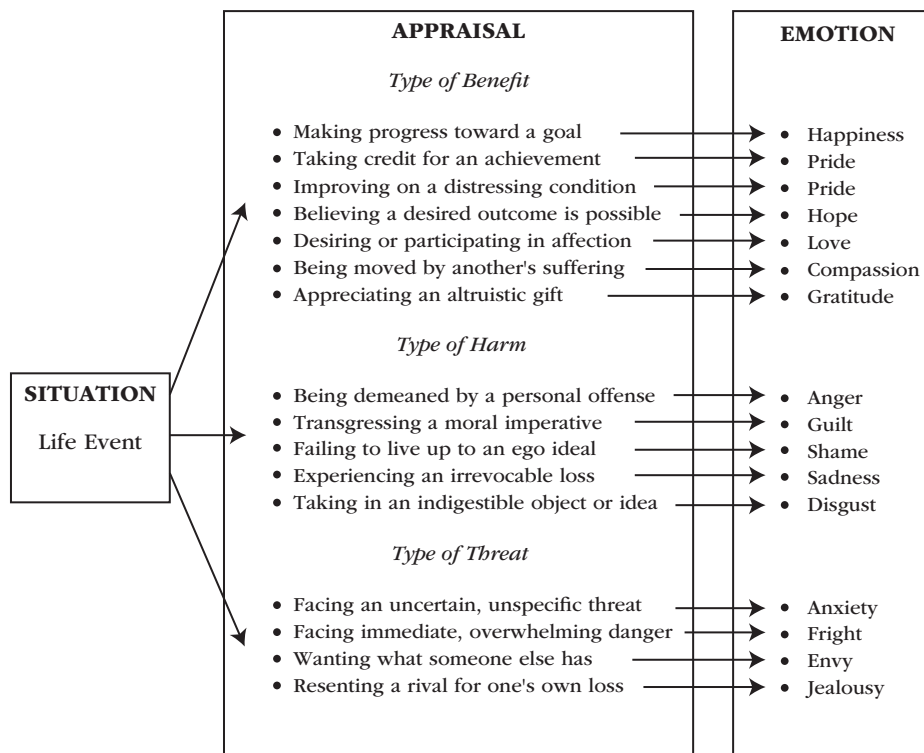 APPRAISAL
Type of Benefit
• Making progress toward a goal
• Taking credit for an achievement
• Improving on a distressing condition
• Believing a desired outcome is possible
• Desiring or participating in affection
• Being moved by another's suffering
• Appreciating an altruistic gift
Type of Harm
• Being demeaned by a personal offense
• Transgressing a moral imperative
• Failing to live up to an ego ideal
• Experiencing an irrevocable loss
• Taking in an indigestible object or idea
Type of Threat
• Facing an uncertain, unspecific threat
• Facing immediate, overwhelming danger
• Wanting what someone else has
• Resenting a rival for one's own loss
EMOTION
• Happiness
• Pride
• Pride
• Hope
• Love
• Compassion
• Gratitude
• Anger
• Guilt
• Shame
• Sadness
• Disgust
• Anxiety
• Fright
• Envy
• Jealousy
SITUATION
Life Event